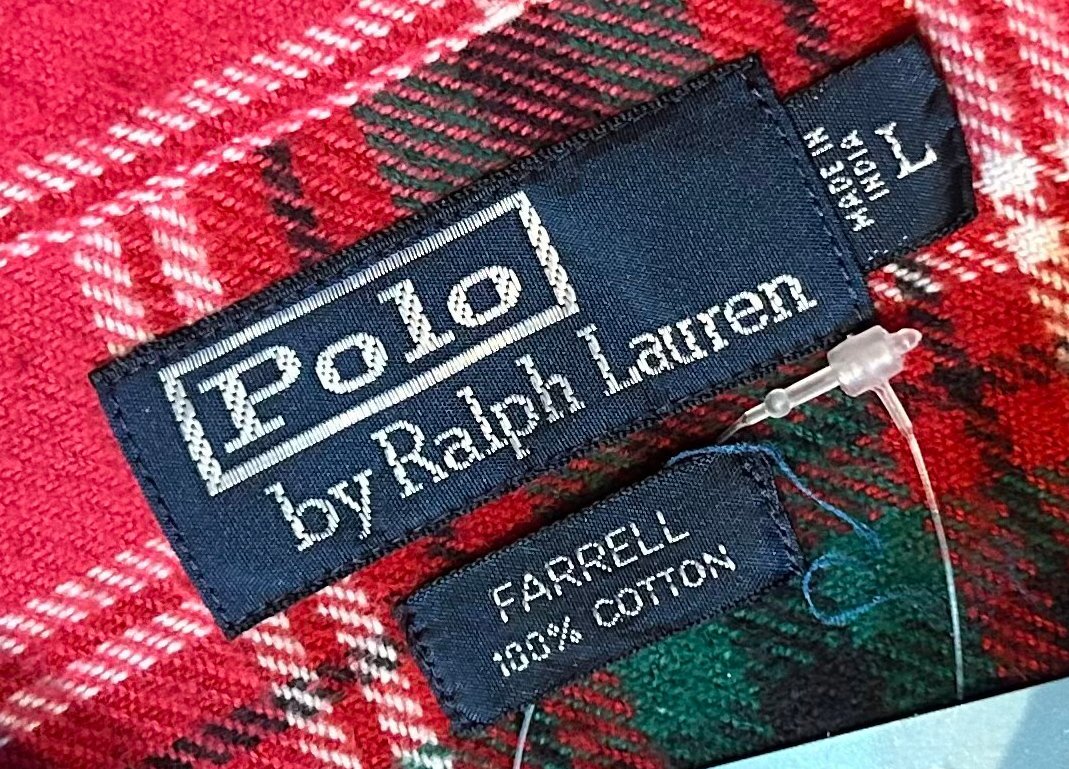 Polo
by Ralph Lauren
MADE IN
INDIA
L
FARRELL
100% COTTON